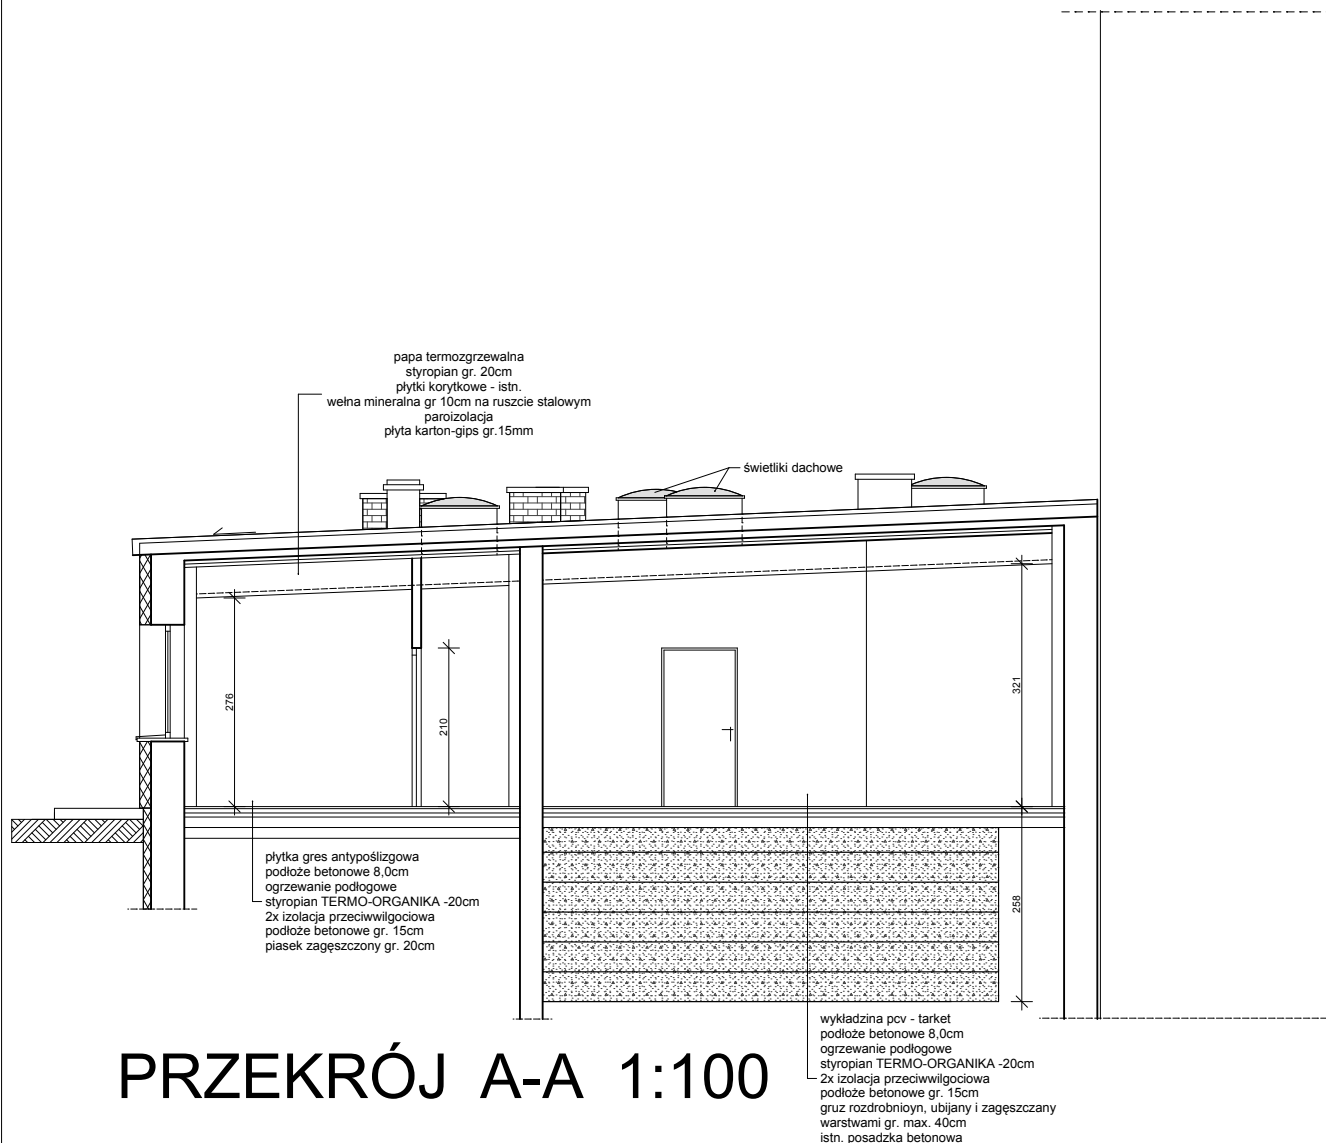 papa termozgrzewalna
styropian gr. 20cm
płytki korytkowe - istn.
wełna mineralna gr 10cm na ruszcie stalowym
paroizolacja
płyta karton-gips gr.15mm
świetliki dachowe
276
210
321
258
płytka gres antypoślizgowa
podłoże betonowe 8,0cm
ogrzewanie podłogowe
styropian TERMO-ORGANIKA -20cm
2x izolacja przeciwwilgociowa
podłoże betonowe gr. 15cm
piasek zagęszczony gr. 20cm
wykładzina pcv - tarket
podłoże betonowe 8,0cm
ogrzewanie podłogowe
styropian TERMO-ORGANIKA -20cm
2x izolacja przeciwwilgociowa
podłoże betonowe gr. 15cm
gruz rozdrobnioyn, ubijany i zagęszczany
warstwami gr. max. 40cm
istn. posadzka betonowa
PRZEKRÓJ A-A 1:100